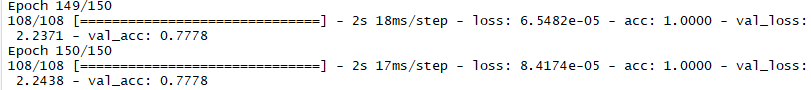 Epoch 149/150
108/108 [==============================] - 2s 18ms/step - loss: 6.5482e-05 - acc: 1.0000 - val_loss:
2.2371 - val_acc: 0.7778
Epoch 150/150
108/108 [==============================] - 2s 17ms/step - loss: 8.4174e-05 - acc: 1.0000 - val_loss:
2.2438 - val_acc: 0.7778